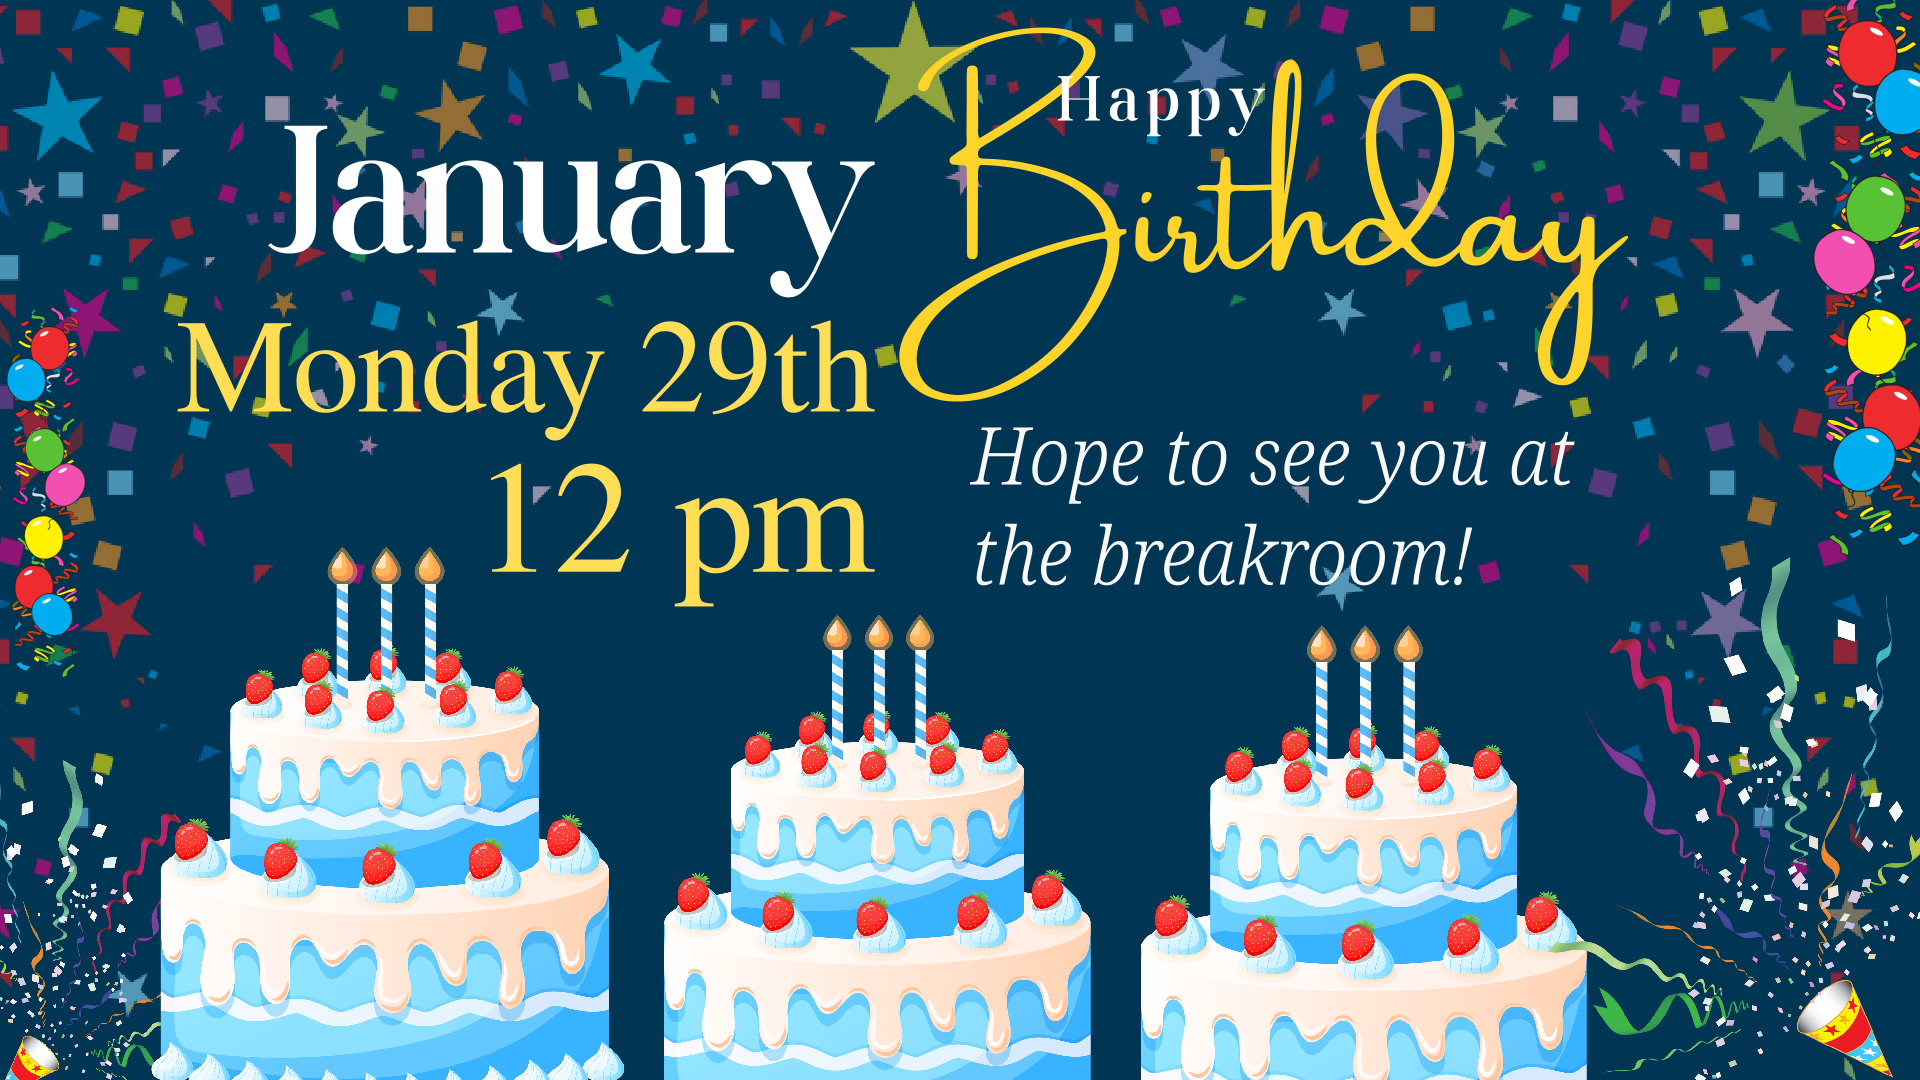 January
Monday 29th
12 pm
Happy
Birthday
Hope to see you at
the breakroom!